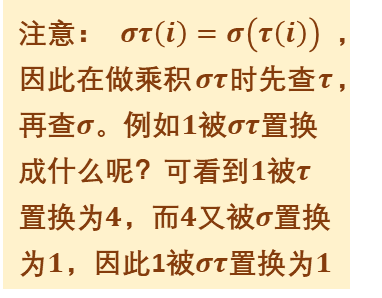 注意： στ(i) = σ(τ(i)) ，
因此在做乘积στ时先查τ，
再查σ。例如1被στ置换
成什么呢？可看到1被τ
置换为4，而4又被σ置换
为1，因此1被στ置换为1